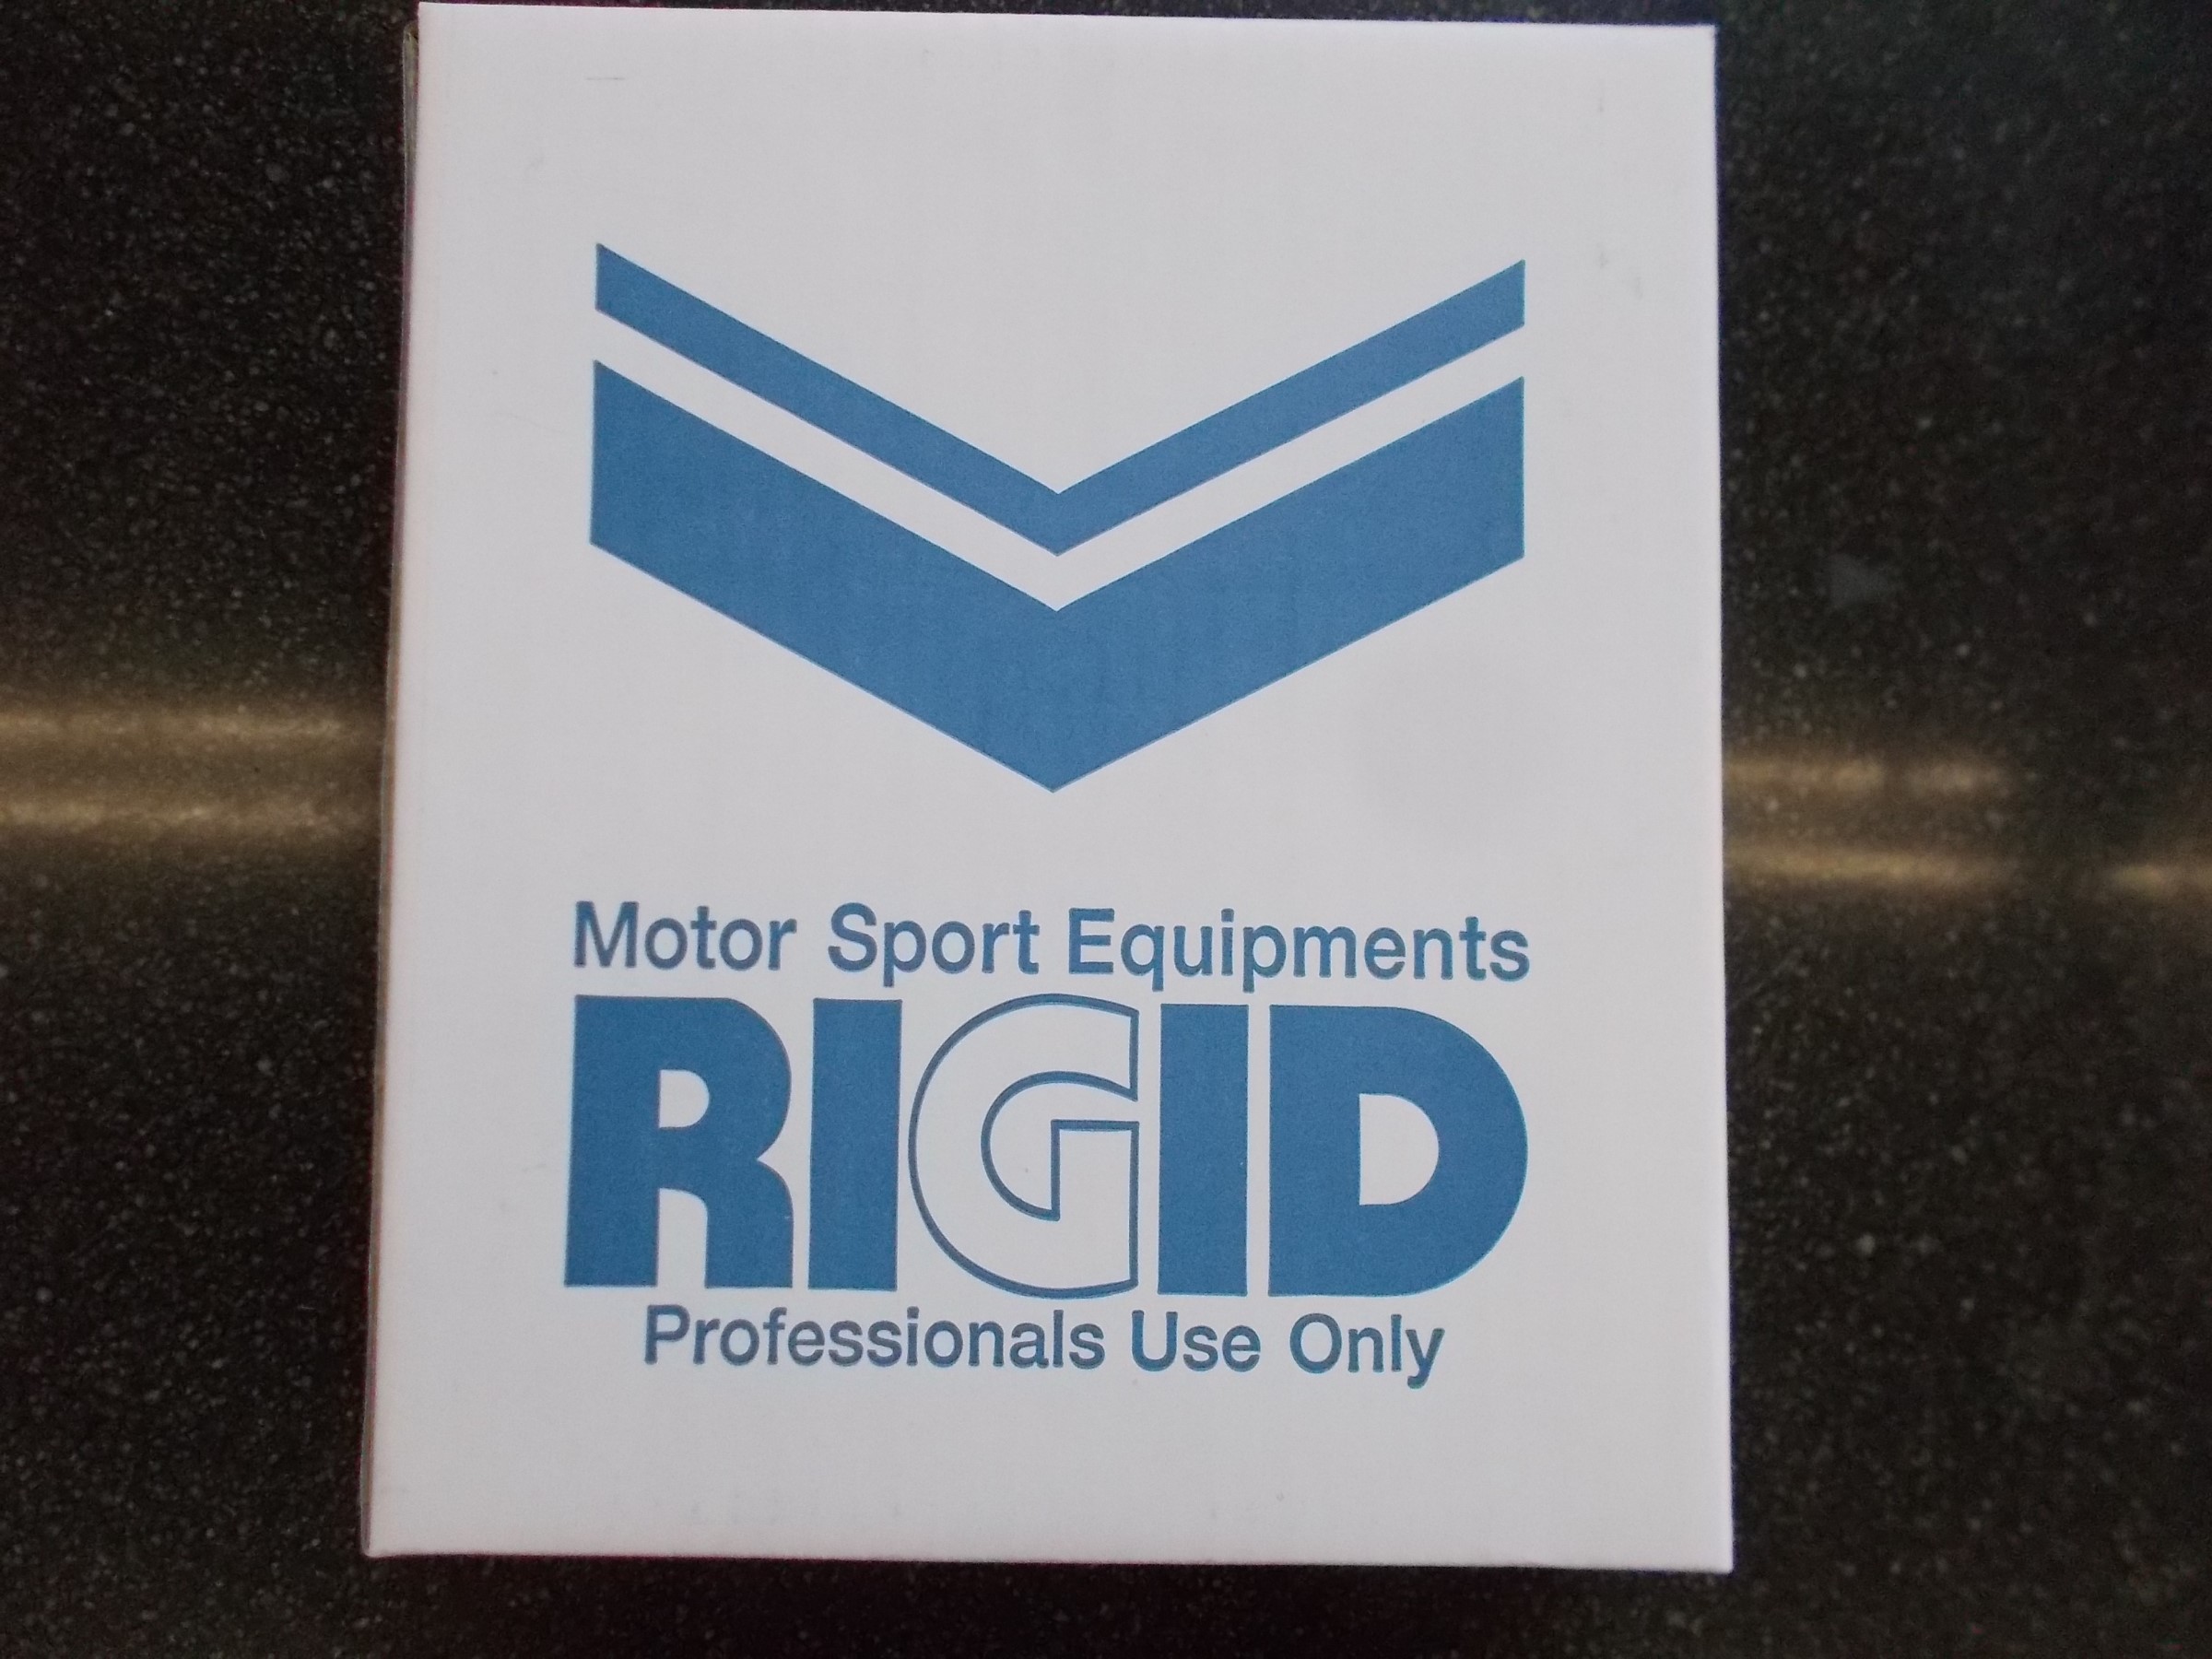 Motor Sport Equipments
RIGID
Professionals Use Only